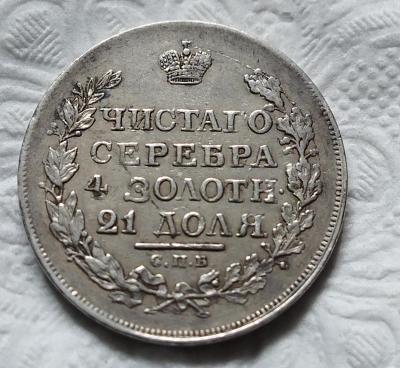 ЧИСТАГО
СЕРЕБРА
4 ЗОЛОТН.
21 ДОЛЯ
С.П.Б